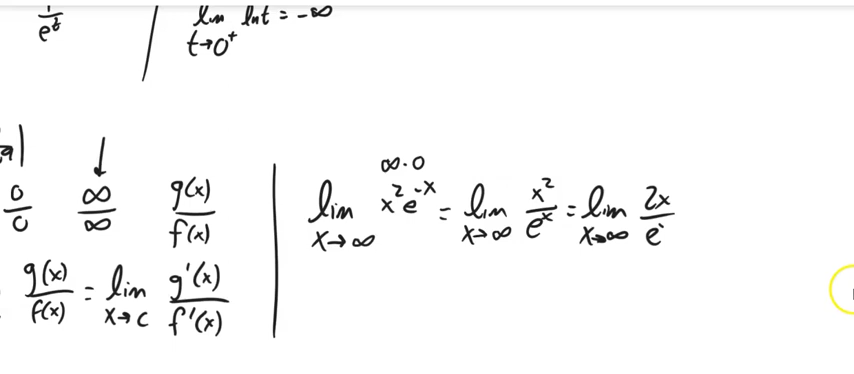 1/e^t
lim ln t = -∞
t→0⁺
∞·0
0/0 ∞/∞ g(x)/f(x)
lim x→∞ x²e^-x = lim x→∞ x²/e^x = lim x→∞ 2x/e
g(x)/f(x) = lim x→c g'(x)/f'(x)